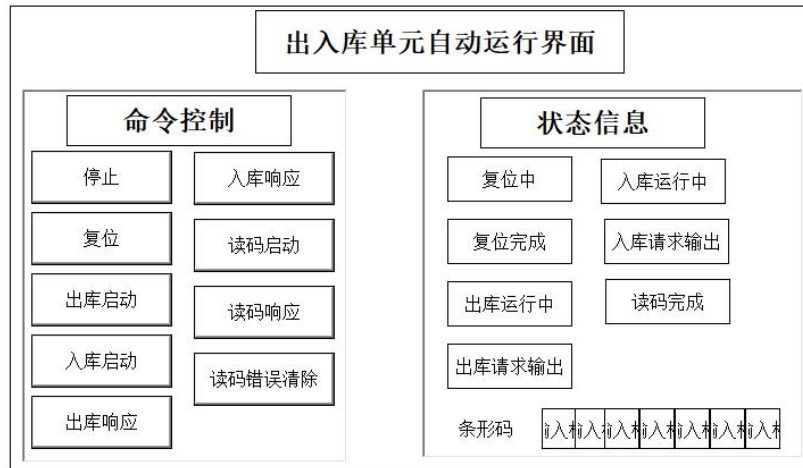 出入库单元自动运行界面
命令控制
停止
入库响应
复位
读码启动
出库启动
读码响应
入库启动
读码错误清除
出库响应
状态信息
复位中
入库运行中
复位完成
入库请求输出
出库运行中
读码完成
出库请求输出
条形码